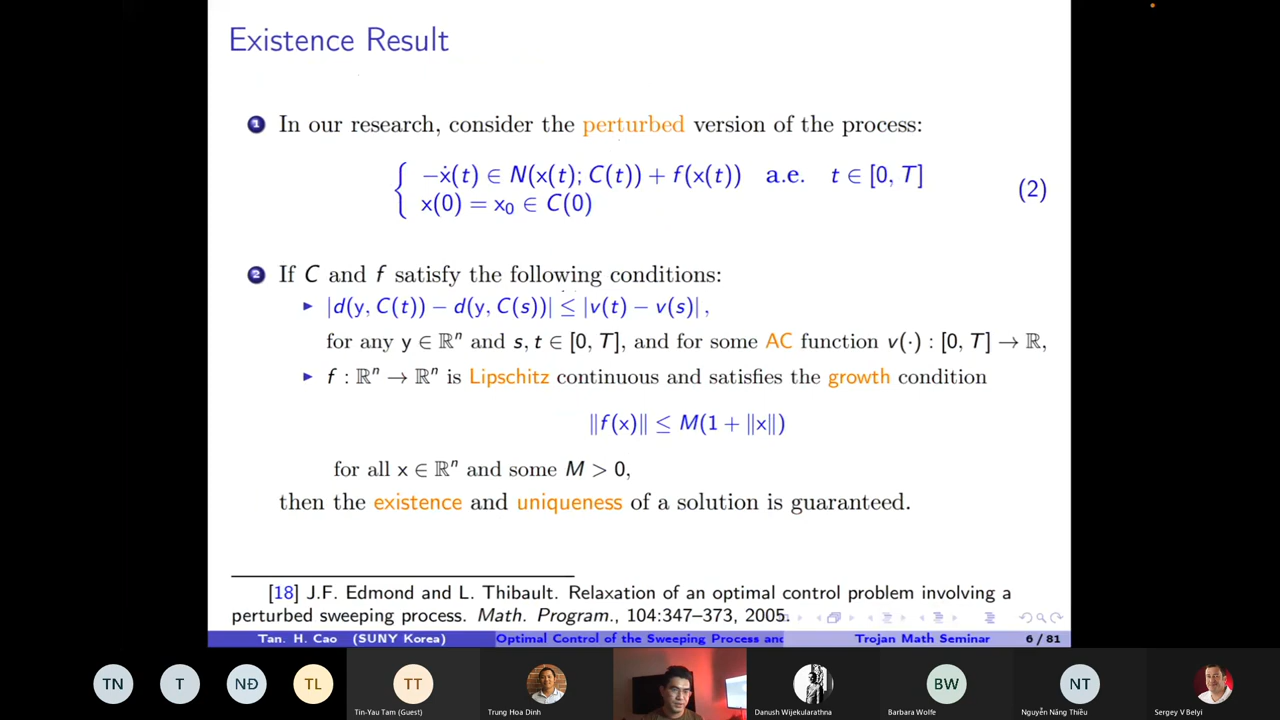 Existence Result
1 In our research, consider the perturbed version of the process:
−ẋ(t) ∈ N(x(t); C(t)) + f(x(t)) a.e. t ∈ [0, T]
x(0) = x₀ ∈ C(0)
(2)
2 If C and f satisfy the following conditions:
▶ |d(y, C(t)) − d(y, C(s))| ≤ |v(t) − v(s)| ,
for any y ∈ ℝⁿ and s, t ∈ [0, T], and for some AC function v(·) : [0, T] → ℝ,
▶ f : ℝⁿ → ℝⁿ is Lipschitz continuous and satisfies the growth condition
‖f(x)‖ ≤ M(1 + ‖x‖)
for all x ∈ ℝⁿ and some M > 0,
then the existence and uniqueness of a solution is guaranteed.
[18] J.F. Edmond and L. Thibault. Relaxation of an optimal control problem involving a
perturbed sweeping process. Math. Program., 104:347–373, 2005.
Tan. H. Cao (SUNY Korea) Optimal Control of the Sweeping Process and Trojan Math Seminar 6 / 81
TN T NĐ TL TT BW NT
Tin-Yau Tam (Guest) Trung Hoa Dinh Danush Wijekularathna Barbara Wolfe Nguyễn Năng Thiều Sergey V Belyi